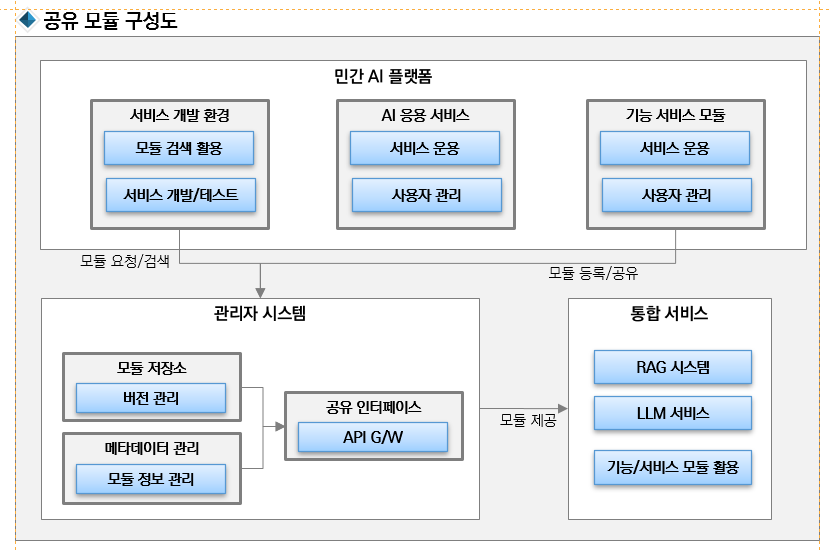 공유 모듈 구성도
민간 AI 플랫폼
서비스 개발 환경
모듈 검색 활용
서비스 개발/테스트
AI 응용 서비스
서비스 운용
사용자 관리
기능 서비스 모듈
서비스 운용
사용자 관리
모듈 요청/검색
모듈 등록/공유
관리자 시스템
모듈 저장소
버전 관리
메타데이터 관리
모듈 정보 관리
공유 인터페이스
API G/W
모듈 제공
통합 서비스
RAG 시스템
LLM 서비스
기능/서비스 모듈 활용